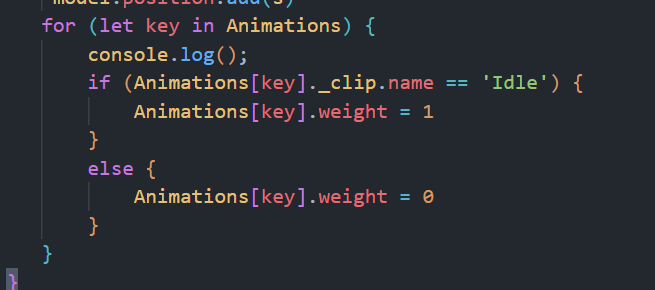 model.position.add(s)
for (let key in Animations) {
console.log();
if (Animations[key]._clip.name == 'Idle') {
Animations[key].weight = 1
}
else {
Animations[key].weight = 0
}
}
}